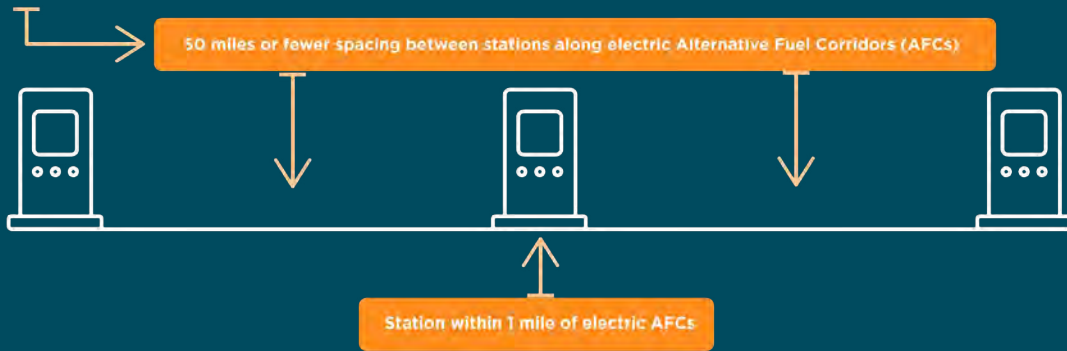 50 miles or fewer spacing between stations along electric Alternative Fuel Corridors (AFCs)
Station within 1 mile of electric AFCs